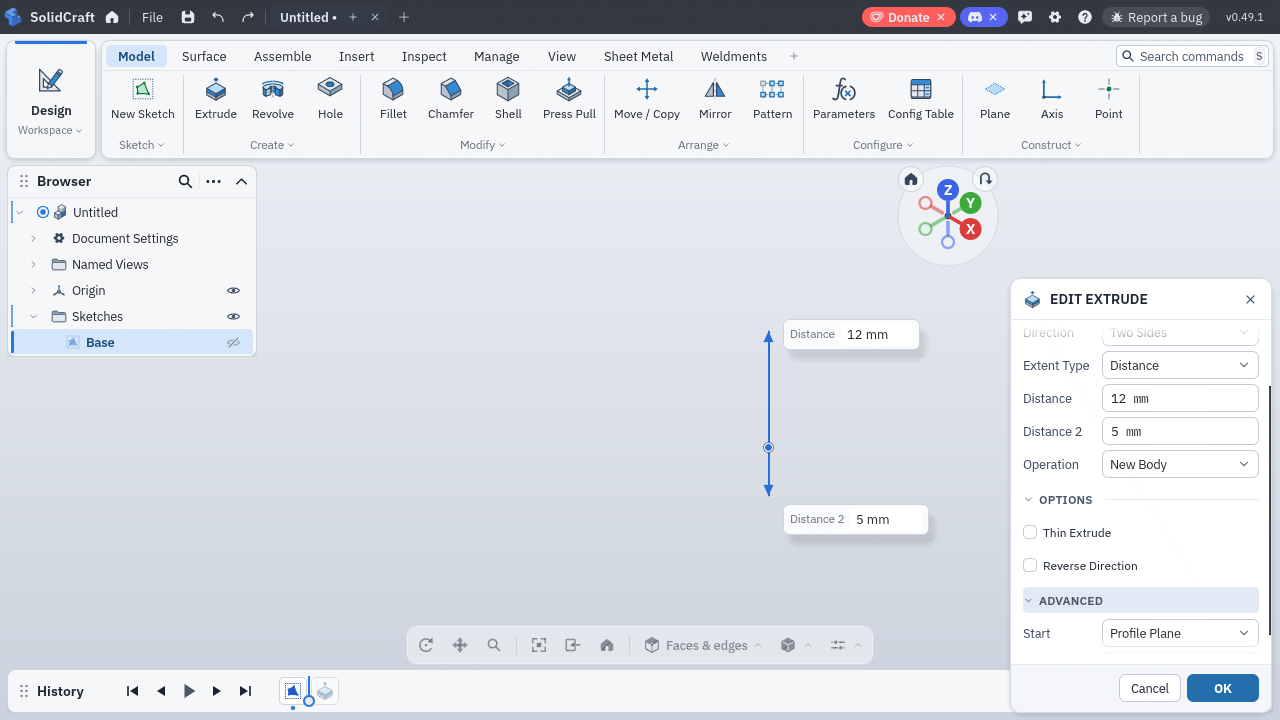 SolidCraft
File
Untitled •
Donate
Report a bug
v0.49.1
Design
Workspace
Model
Surface
Assemble
Insert
Inspect
Manage
View
Sheet Metal
Weldments
Search commands
S
New Sketch
Extrude
Revolve
Hole
Fillet
Chamfer
Shell
Press Pull
Move / Copy
Mirror
Pattern
Parameters
Config Table
Plane
Axis
Point
Sketch
Create
Modify
Arrange
Configure
Construct
Browser
Untitled
Document Settings
Named Views
Origin
Sketches
Base
Z
Y
X
Distance 12 mm
Distance 2 5 mm
EDIT EXTRUDE
Direction Two Sides
Extent Type Distance
Distance 12 mm
Distance 2 5 mm
Operation New Body
OPTIONS
Thin Extrude
Reverse Direction
ADVANCED
Start Profile Plane
Cancel
OK
Faces & edges
History